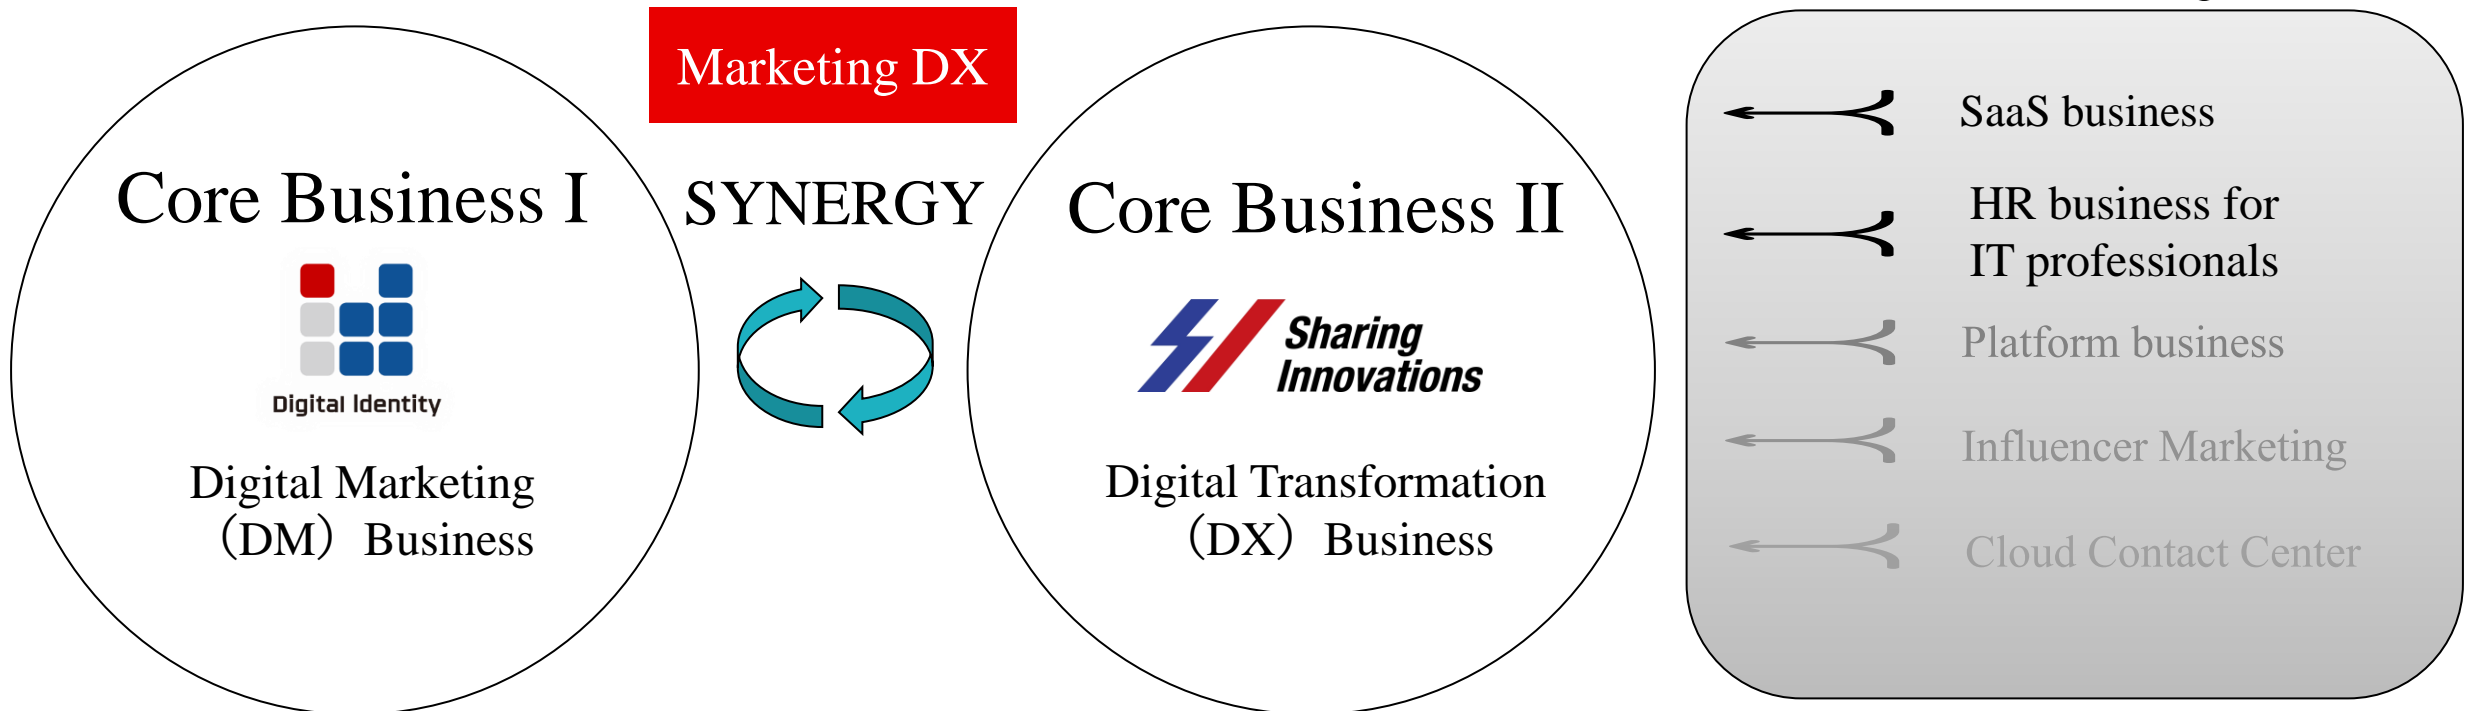 Marketing DX
Core Business I
SYNERGY
Core Business II
Digital Identity
Sharing
Innovations
Digital Marketing
（DM） Business
Digital Transformation
（DX） Business
SaaS business
HR business for
IT professionals
Platform business
Influencer Marketing
Cloud Contact Center